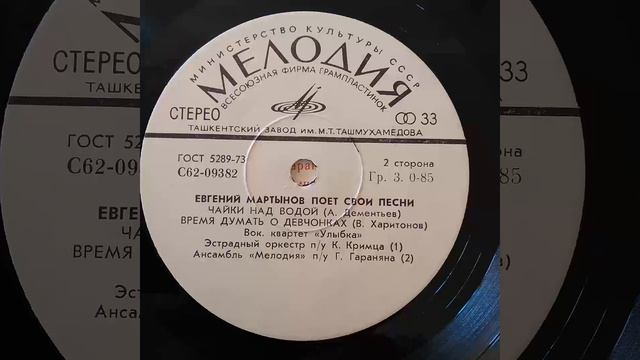 МИНИСТЕРСТВО КУЛЬТУРЫ СССР
МЕЛОДИЯ
ВСЕСОЮЗНАЯ ФИРМА ГРАМПЛАСТИНОК
СТЕРЕО
33
ТАШКЕНТСКИЙ ЗАВОД ИМ. М.Т. ТАШМУХАМЕДОВА
ГОСТ 5289-73
2 сторона
С62-09382
Гр. 3. 0-85
ЕВГЕНИЙ МАРТЫНОВ ПОЕТ СВОИ ПЕСНИ
ЧАЙКИ НАД ВОДОЙ (А. Дементьев)
ВРЕМЯ ДУМАТЬ О ДЕВЧОНКАХ (В. Харитонов)
Вок. квартет «Улыбка»
Эстрадный оркестр п/у К. Кримца (1)
Ансамбль «Мелодия» п/у Г. Гараняна (2)